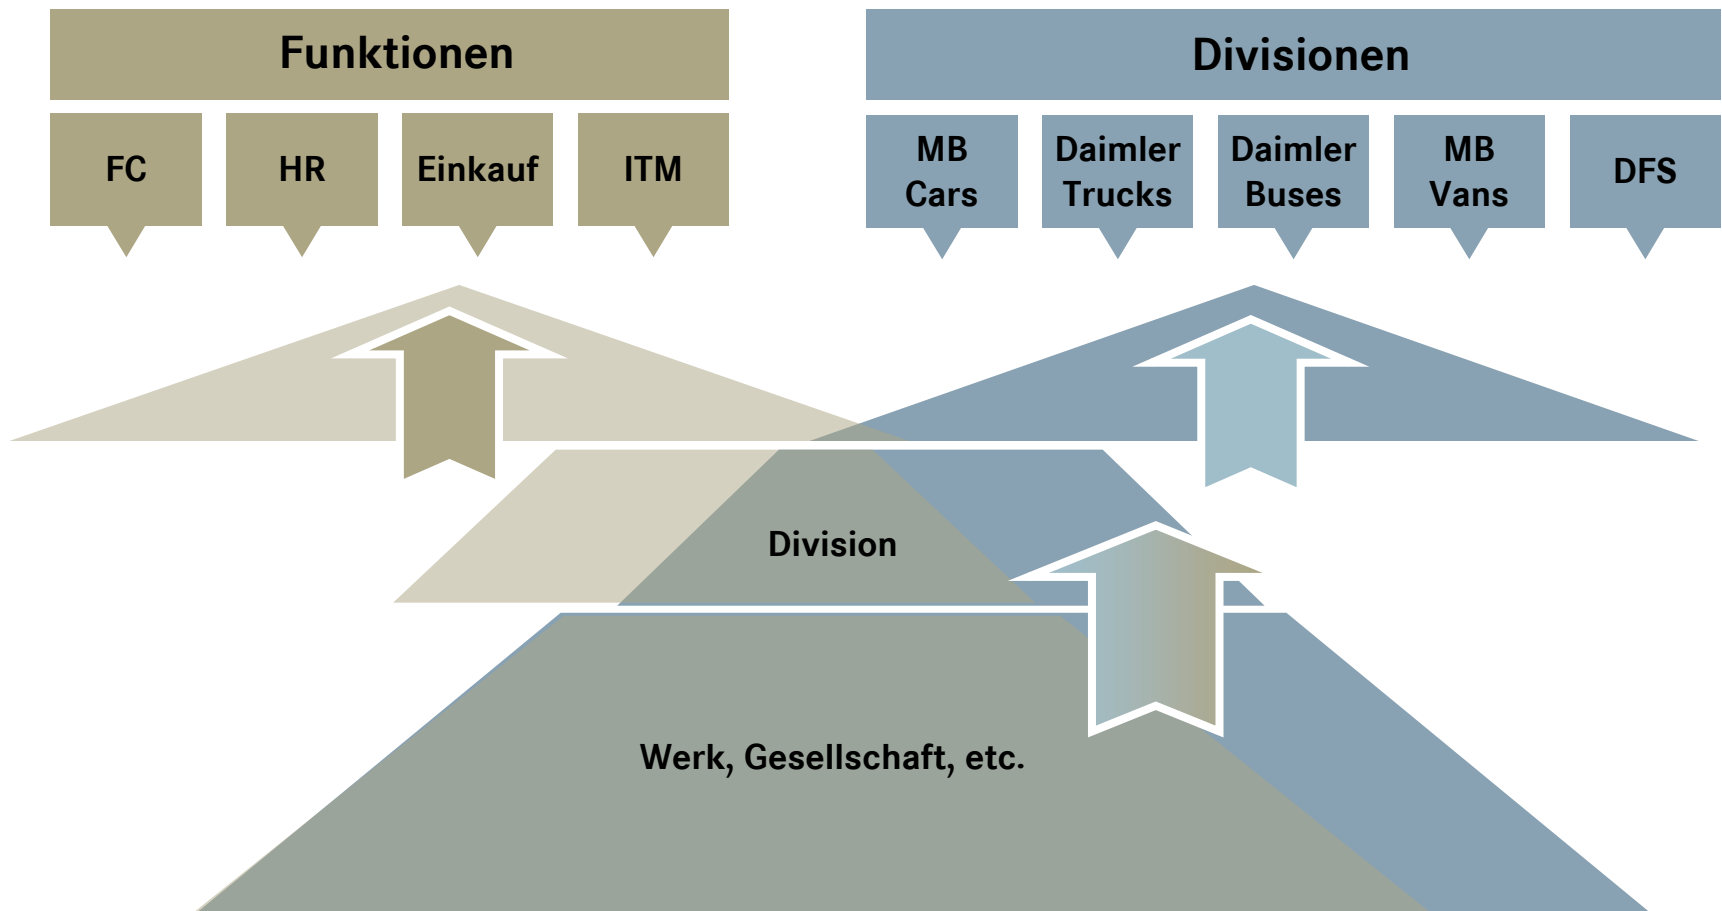 Funktionen
Divisionen
FC
HR
Einkauf
ITM
MB
Cars
Daimler
Trucks
Daimler
Buses
MB
Vans
DFS
Division
Werk, Gesellschaft, etc.